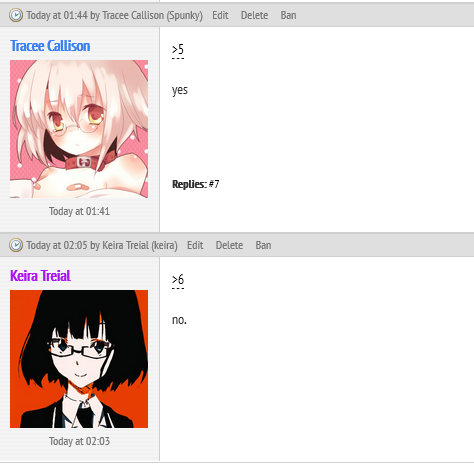 Today at 01:44 by Tracee Callison (Spunky) Edit Delete Ban
Tracee Callison
>5
yes
Replies: #7
Today at 01:41
Today at 02:05 by Keira Treial (keira) Edit Delete Ban
Keira Treial
>6
no.
Today at 02:03